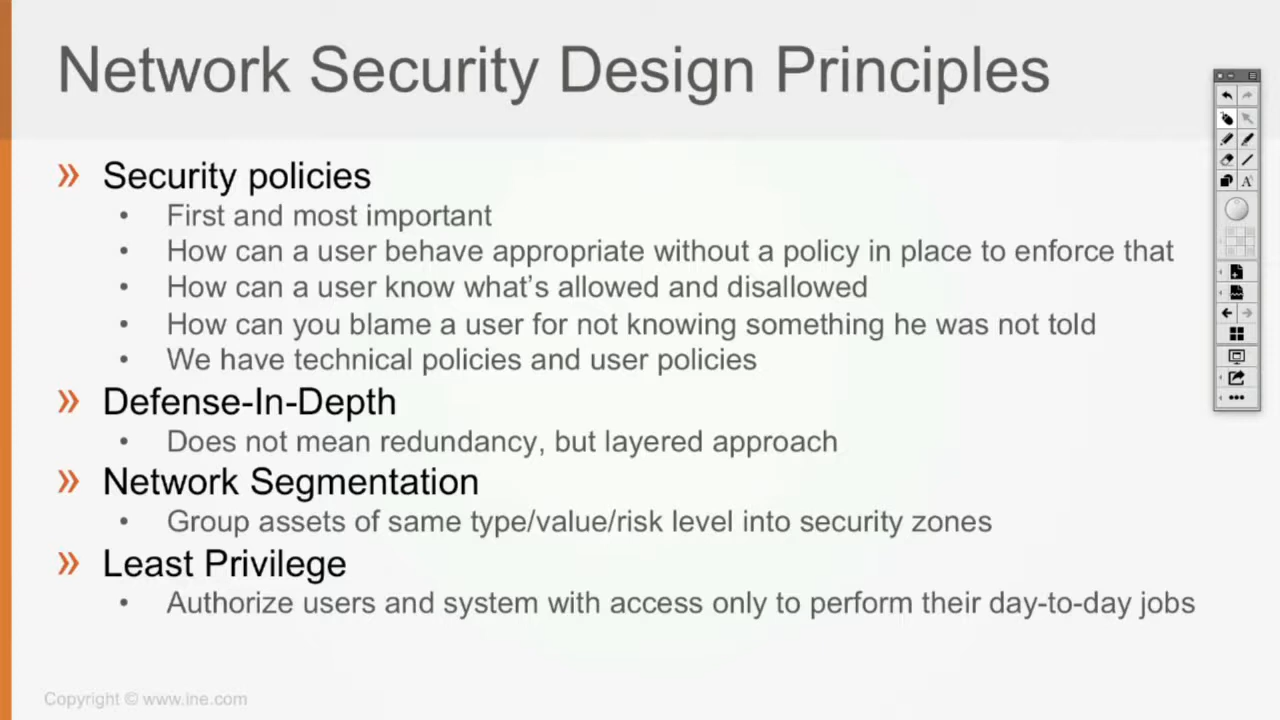 Network Security Design Principles
» Security policies
• First and most important
• How can a user behave appropriate without a policy in place to enforce that
• How can a user know what’s allowed and disallowed
• How can you blame a user for not knowing something he was not told
• We have technical policies and user policies
» Defense-In-Depth
• Does not mean redundancy, but layered approach
» Network Segmentation
• Group assets of same type/value/risk level into security zones
» Least Privilege
• Authorize users and system with access only to perform their day-to-day jobs
Copyright © www.ine.com